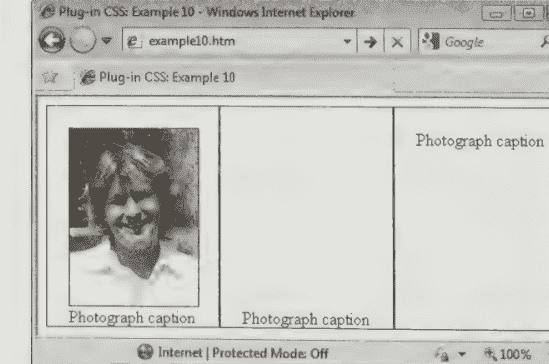 Plug-in CSS: Example 10 - Windows Internet Explorer
example10.htm
Google
Plug-in CSS: Example 10
Photograph caption
Photograph caption
Photograph caption
Internet | Protected Mode: Off
100%